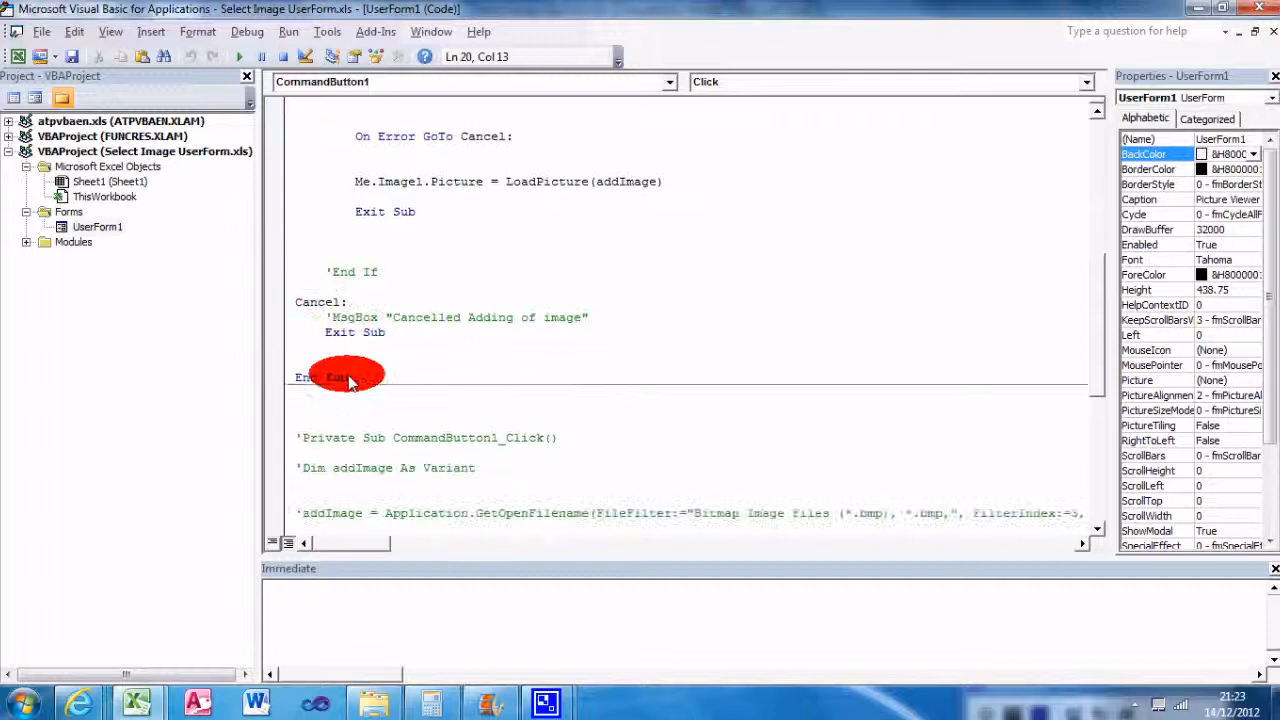 Microsoft Visual Basic for Applications - Select Image UserForm.xls - [UserForm1 (Code)]
File Edit View Insert Format Debug Run Tools Add-Ins Window Help
Type a question for help
Ln 20, Col 13
Project - VBAProject
atpvbaen.xls (ATPVBAEN.XLAM)
VBAProject (FUNCRES.XLAM)
VBAProject (Select Image UserForm.xls)
Microsoft Excel Objects
Sheet1 (Sheet1)
ThisWorkbook
Forms
UserForm1
Modules
CommandButton1
Click
On Error GoTo Cancel:
Me.Image1.Picture = LoadPicture(addImage)
Exit Sub
'End If
Cancel:
'MsgBox "Cancelled Adding of image"
Exit Sub
End
'Private Sub CommandButton1_Click()
'Dim addImage As Variant
'addImage = Application.GetOpenFilename(FileFilter:="Bitmap Image Files (*.bmp), *.bmp,", FilterIndex:=3,
Immediate
Properties - UserForm1
UserForm1 UserForm
Alphabetic Categorized
(Name) UserForm1
BackColor &H8000
BorderColor &H800001
BorderStyle 0 - fmBorderSt
Caption Picture Viewer
Cycle 0 - fmCycleAllF
DrawBuffer 32000
Enabled True
Font Tahoma
ForeColor &H800001
Height 438.75
HelpContextID 0
KeepScrollBarsV 3 - fmScrollBar
Left 0
MouseIcon (None)
MousePointer 0 - fmMousePo
Picture (None)
PictureAlignmen 2 - fmPictureAl
PictureSizeMode 0 - fmPictureSi
PictureTiling False
RightToLeft False
ScrollBars 0 - fmScrollBar
ScrollHeight 0
ScrollLeft 0
ScrollTop 0
ScrollWidth 0
ShowModal True
SpecialEffect 0 - fmSpecialEf
21:23
14/12/2012